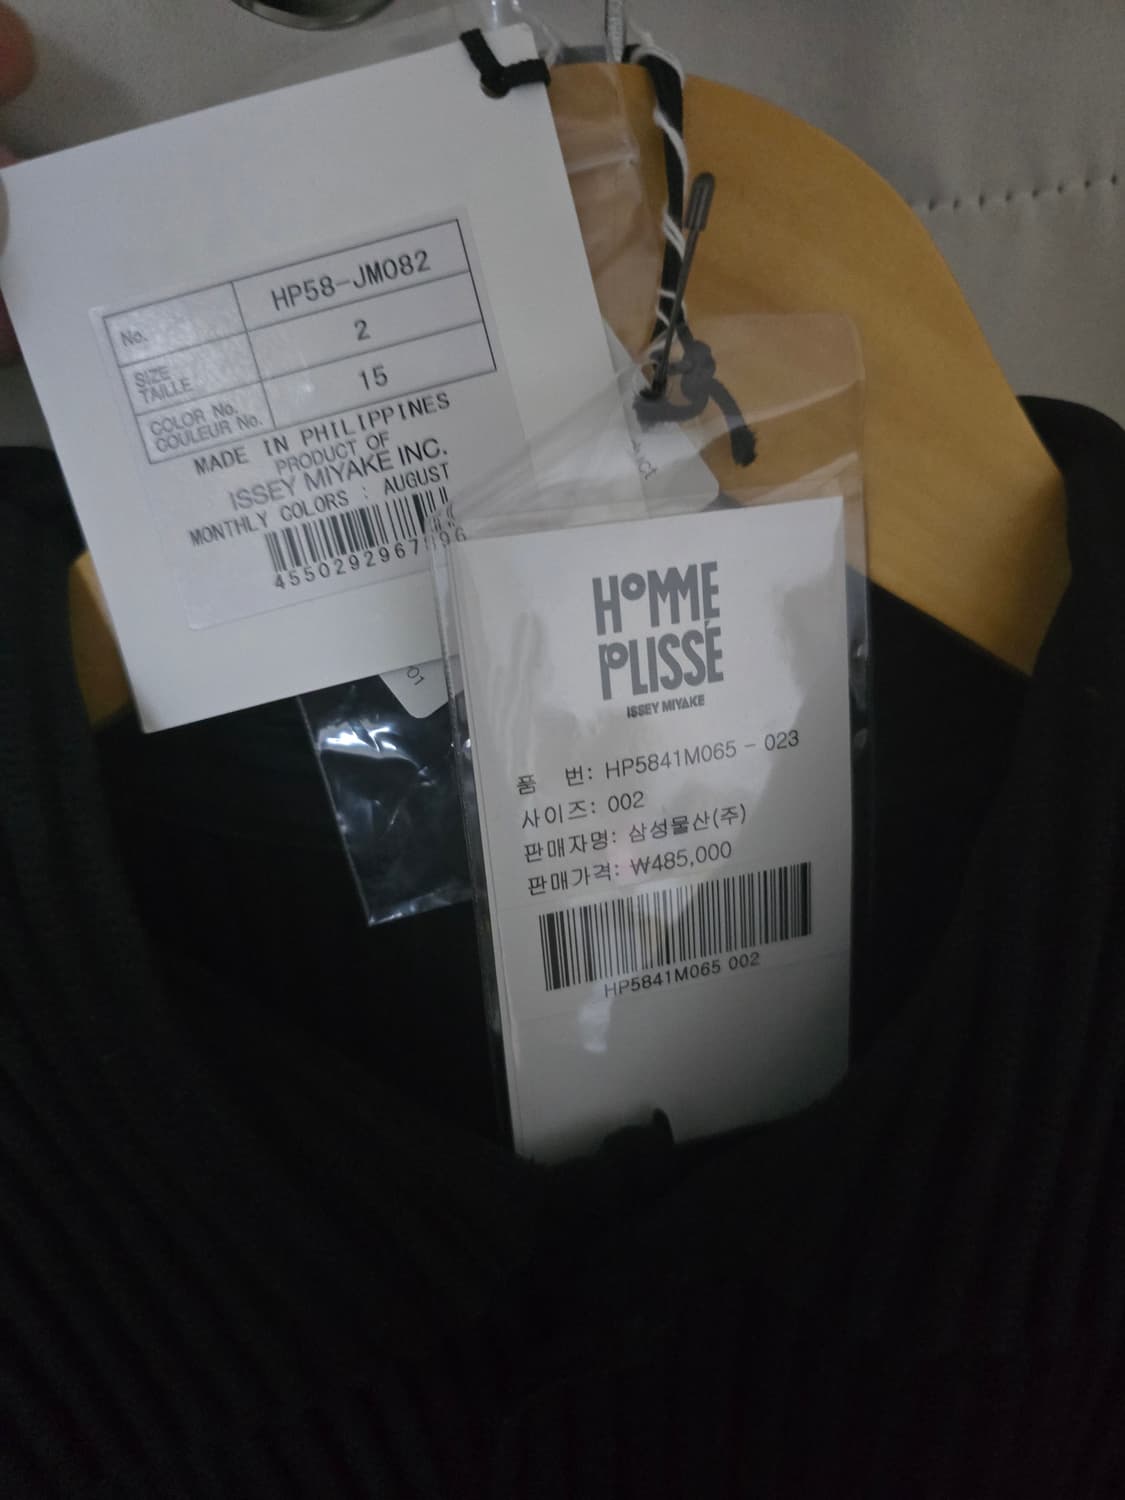 No. HP58-JM082
SIZE
TAILLE 2
COLOR No.
COULEUR No. 15
MADE IN PHILIPPINES
PRODUCT OF
ISSEY MIYAKE INC.
MONTHLY COLORS : AUGUST
HOMME
PLISSÉ
ISSEY MIYAKE
품 번: HP5841M065 - 023
사이즈: 002
판매자명: 삼성물산(주)
판매가격: ₩485,000
HP5841M065 002
01